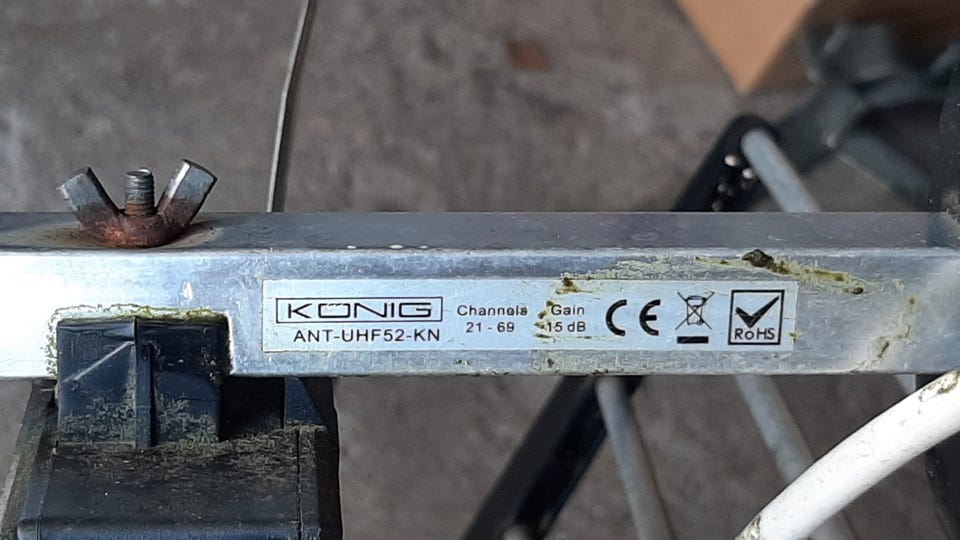 KÖNIG
ANT-UHF52-KN
Channels
21 - 69
Gain
15 dB
CE
RoHS